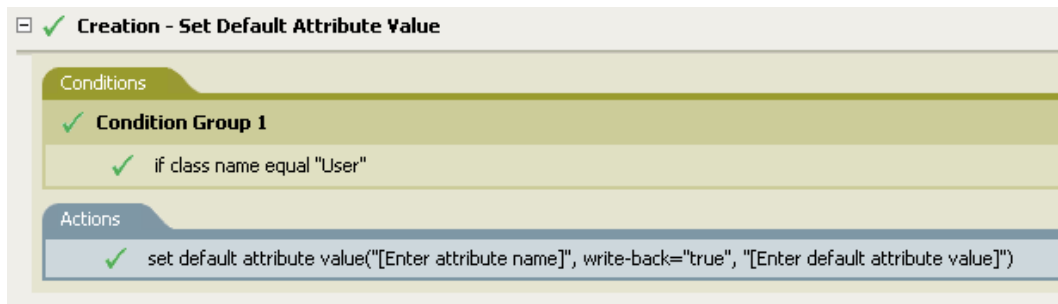 Creation - Set Default Attribute Value
Conditions
Condition Group 1
if class name equal "User"
Actions
set default attribute value("[Enter attribute name]", write-back="true", "[Enter default attribute value]")